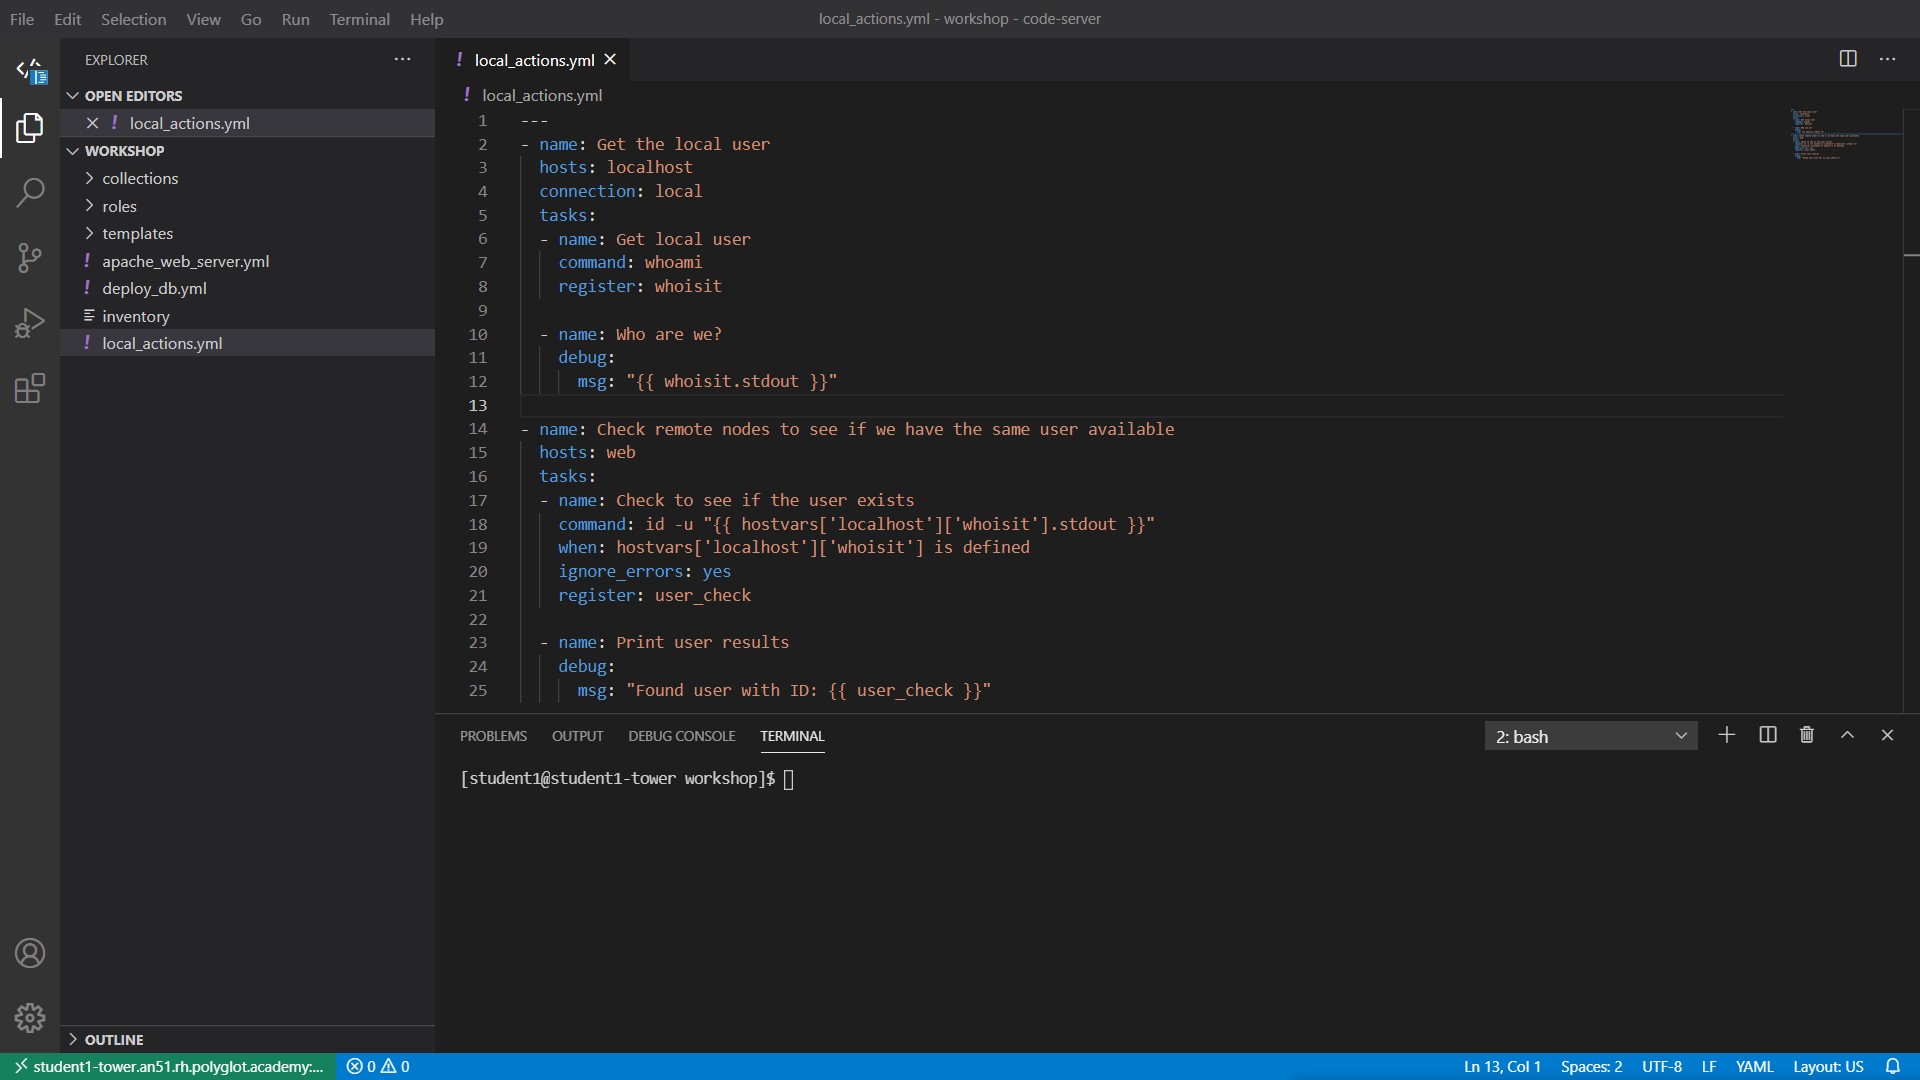 File Edit Selection View Go Run Terminal Help
local_actions.yml - workshop - code-server
EXPLORER
OPEN EDITORS
! local_actions.yml
WORKSHOP
collections
roles
templates
! apache_web_server.yml
! deploy_db.yml
inventory
! local_actions.yml
OUTLINE
! local_actions.yml
! local_actions.yml
1 ---
2 - name: Get the local user
3 hosts: localhost
4 connection: local
5 tasks:
6 - name: Get local user
7 command: whoami
8 register: whoisit
9
10 - name: Who are we?
11 debug:
12 msg: "{{ whoisit.stdout }}"
13
14 - name: Check remote nodes to see if we have the same user available
15 hosts: web
16 tasks:
17 - name: Check to see if the user exists
18 command: id -u "{{ hostvars['localhost']['whoisit'].stdout }}"
19 when: hostvars['localhost']['whoisit'] is defined
20 ignore_errors: yes
21 register: user_check
22
23 - name: Print user results
24 debug:
25 msg: "Found user with ID: {{ user_check }}"
PROBLEMS OUTPUT DEBUG CONSOLE TERMINAL
2: bash
[student1@student1-tower workshop]$
student1-tower.an51.rh.polyglot.academy:... 0 0
Ln 13, Col 1 Spaces: 2 UTF-8 LF YAML Layout: US